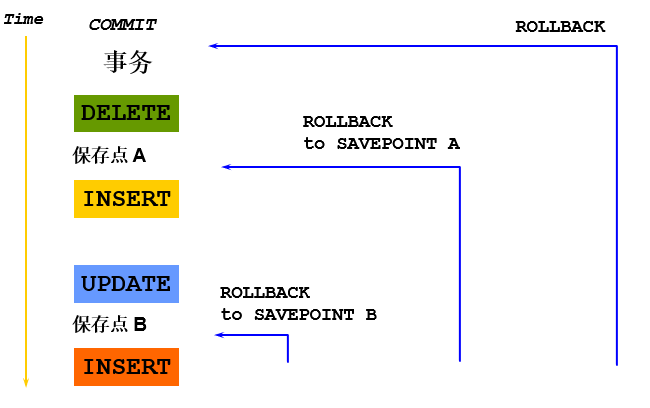 Time
COMMIT
ROLLBACK
事务
DELETE
ROLLBACK
to SAVEPOINT A
保存点 A
INSERT
UPDATE
ROLLBACK
to SAVEPOINT B
保存点 B
INSERT